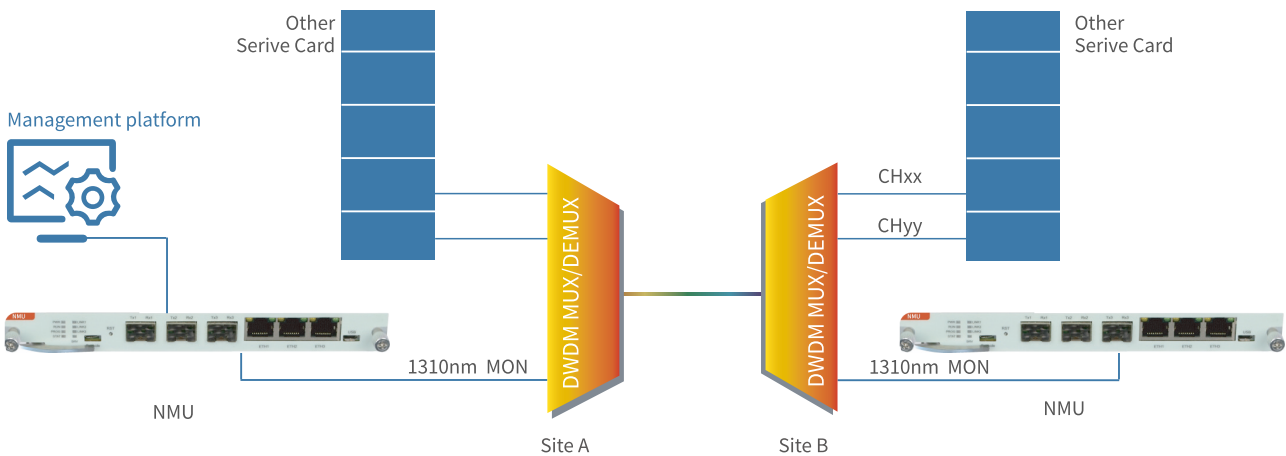 Other
Serive Card
Other
Serive Card
Management platform
CHxx
CHyy
DWDM MUX/DEMUX
DWDM MUX/DEMUX
NMU
NMU
1310nm MON
1310nm MON
NMU
NMU
Site A
Site B